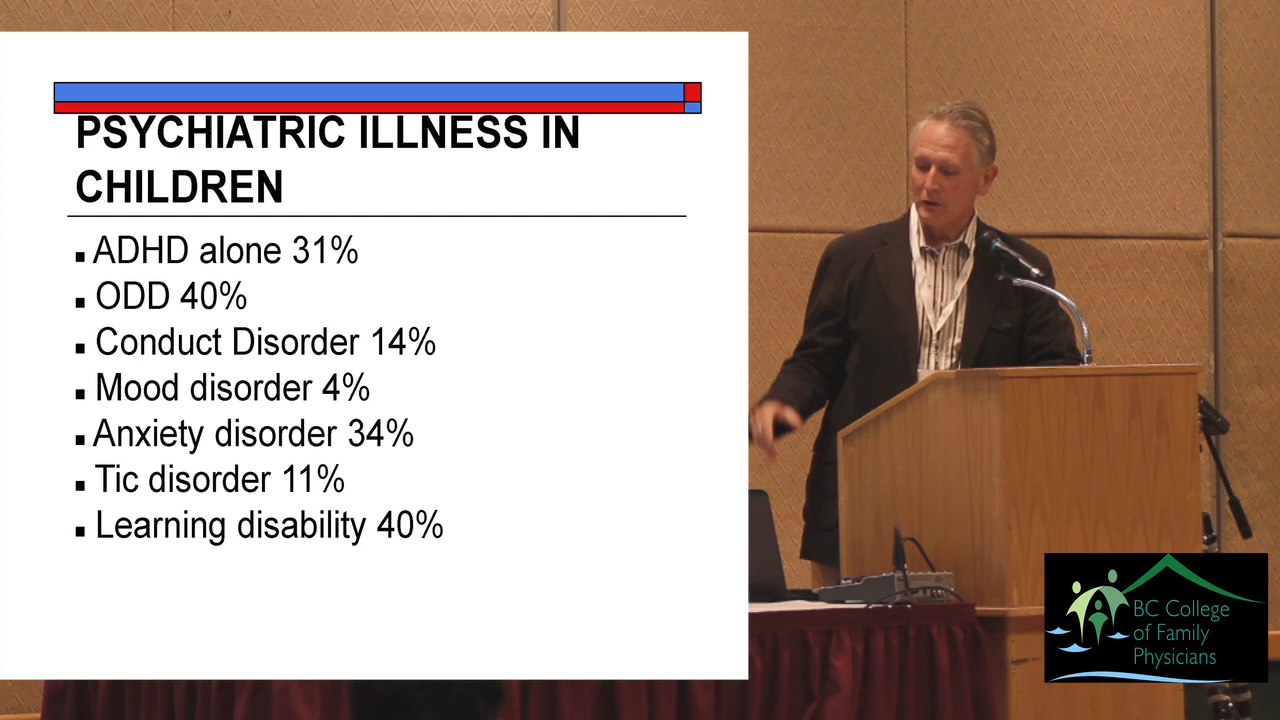 PSYCHIATRIC ILLNESS IN
CHILDREN
ADHD alone 31%
ODD 40%
Conduct Disorder 14%
Mood disorder 4%
Anxiety disorder 34%
Tic disorder 11%
Learning disability 40%
BC College
of Family
Physicians